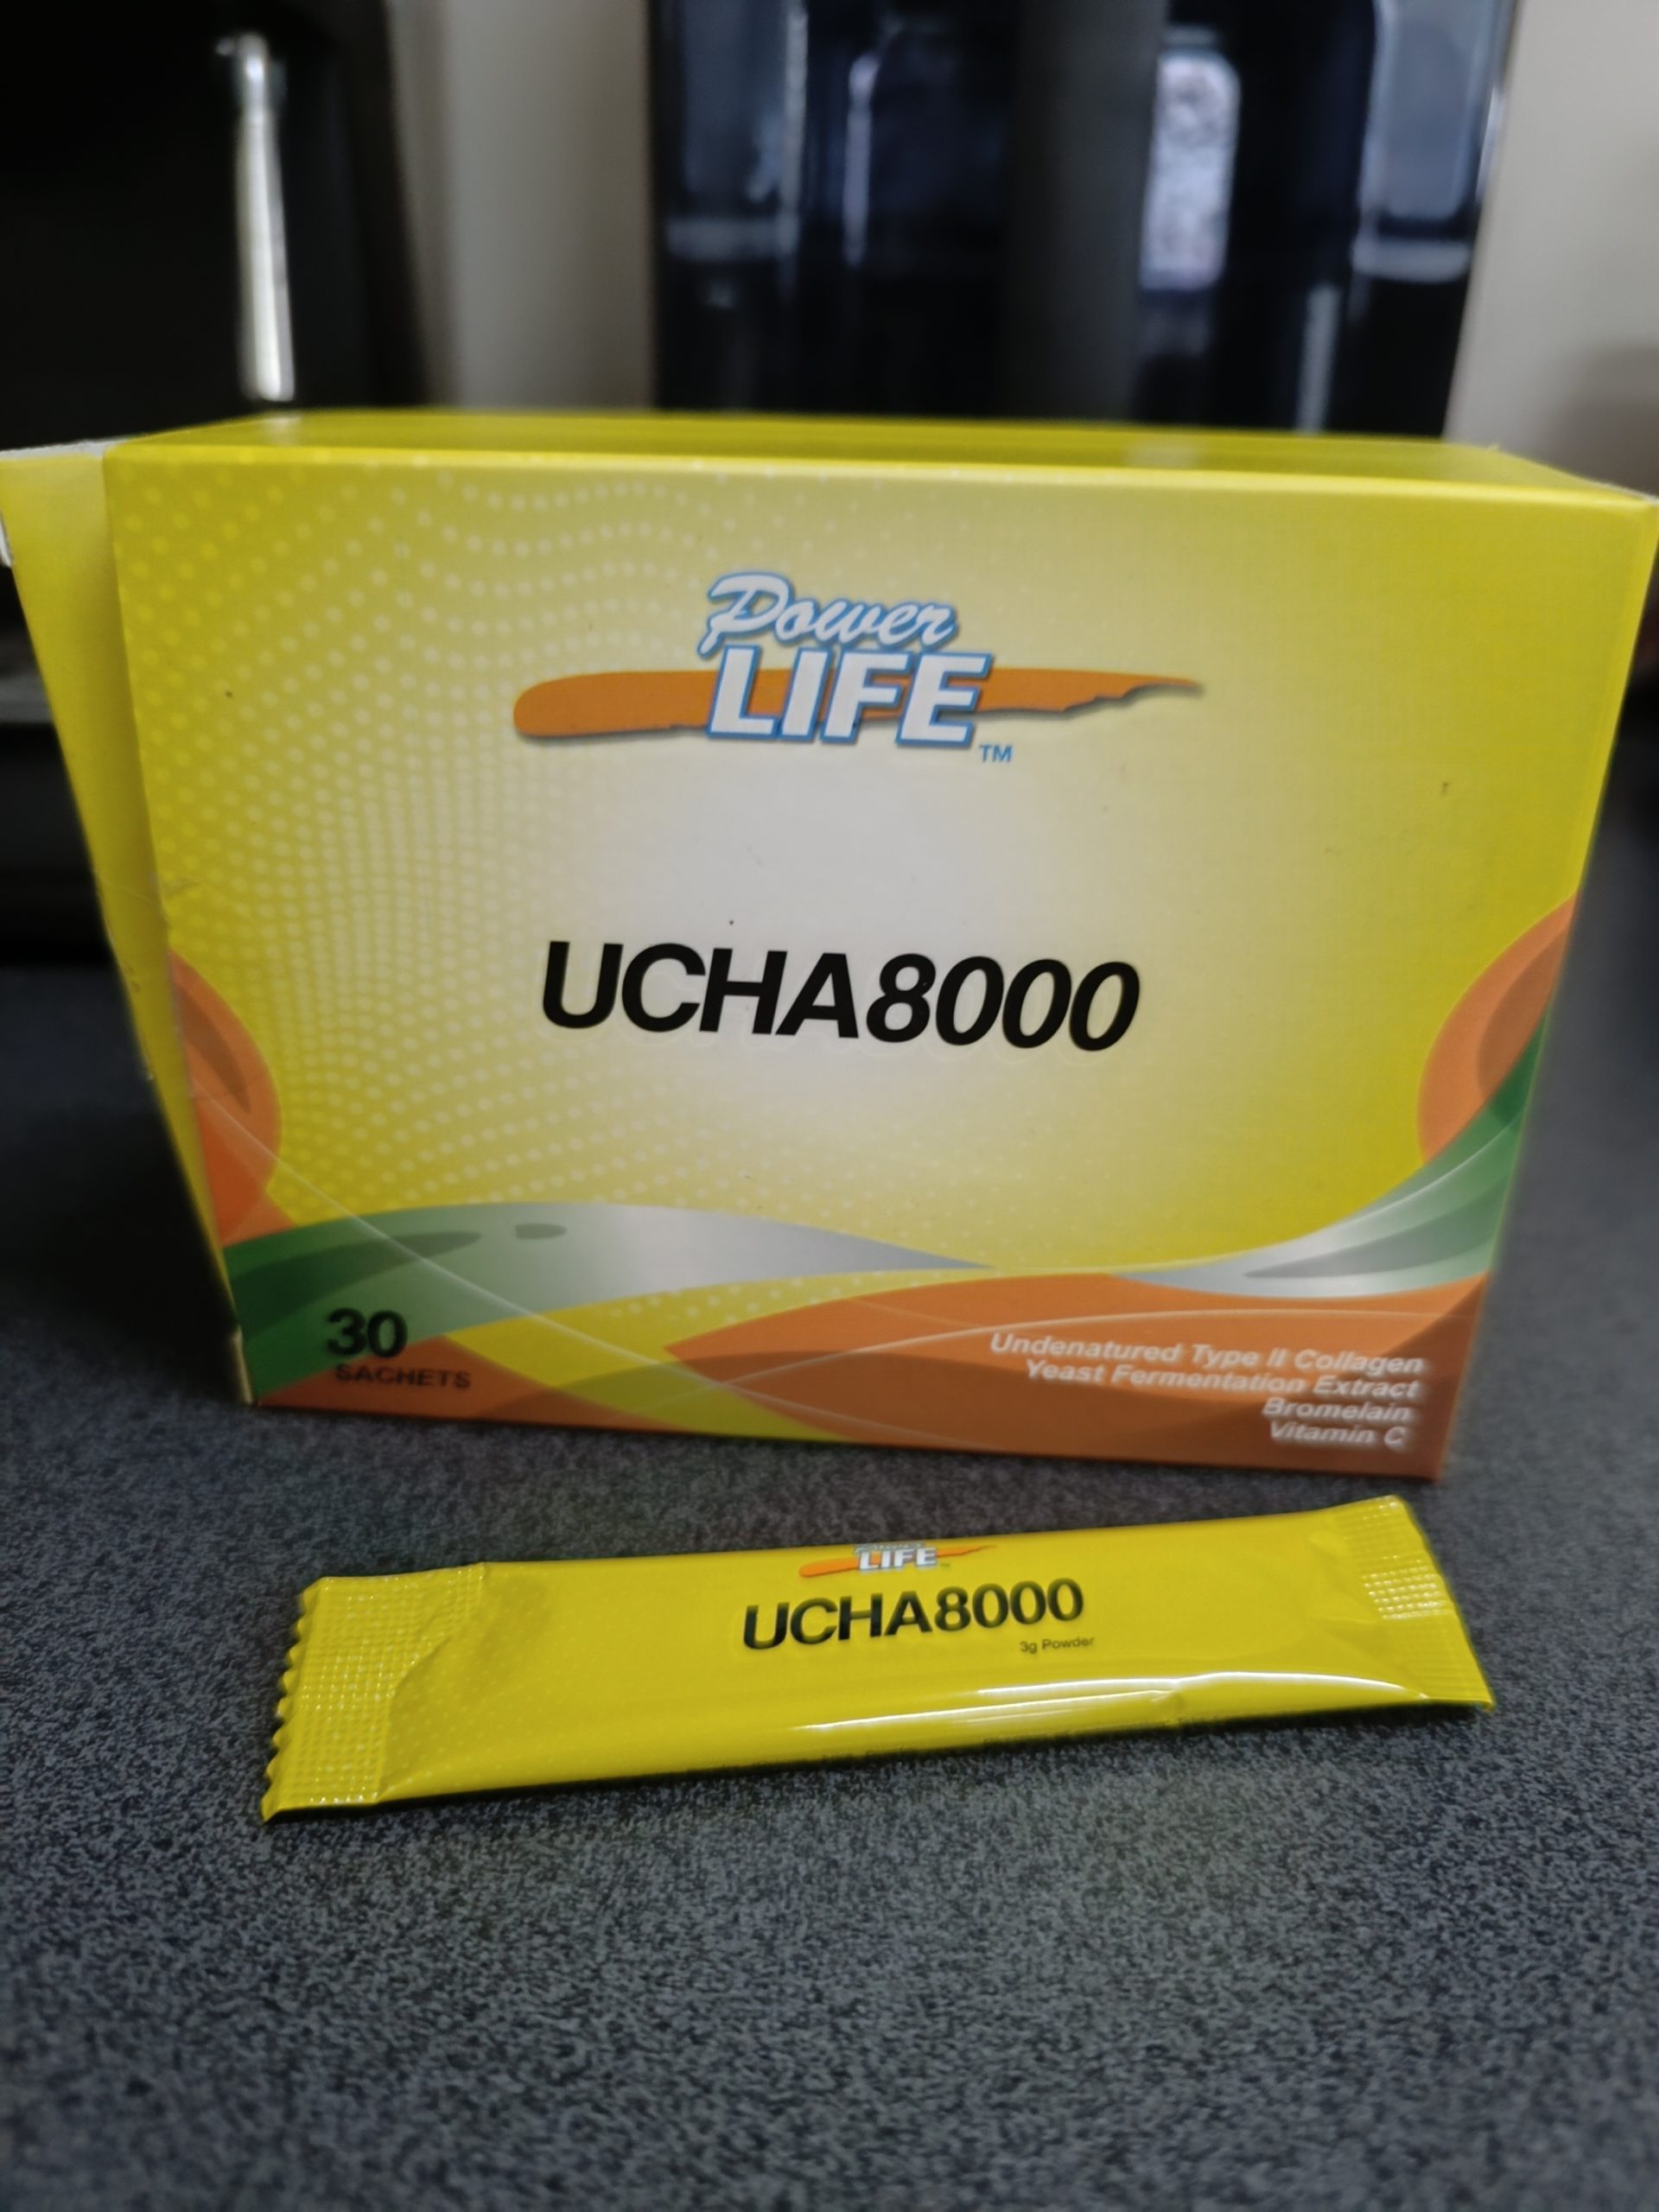 Power
LIFE
TM
UCHA8000
30
SACHETS
Undenatured Type II Collagen
Yeast Fermentation Extract
Bromelain
Vitamin C
LIFE
UCHA8000
3g Powder